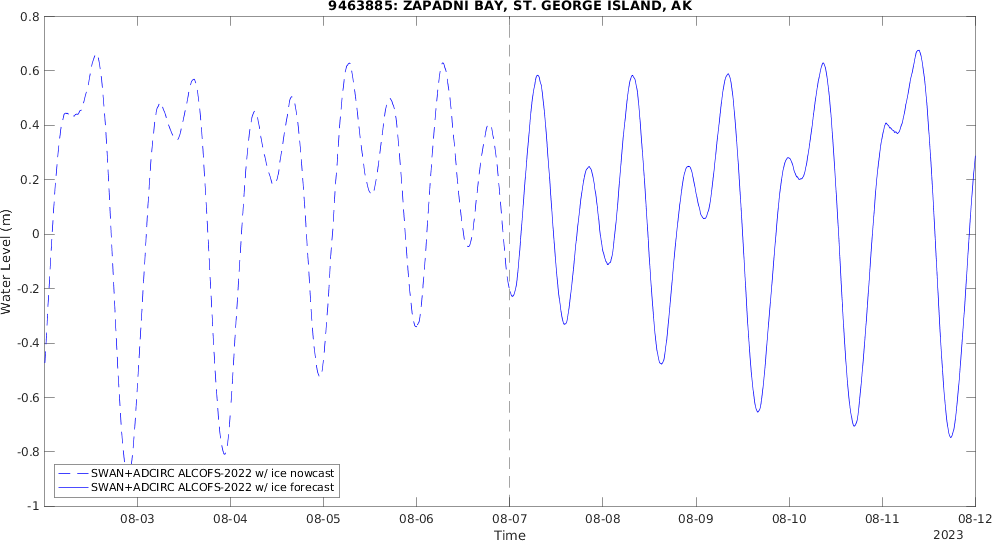 9463885: ZAPADNI BAY, ST. GEORGE ISLAND, AK
0.8
0.6
0.4
0.2
0
-0.2
-0.4
-0.6
-0.8
-1
Water Level (m)
SWAN+ADCIRC ALCOFS-2022 w/ ice nowcast
SWAN+ADCIRC ALCOFS-2022 w/ ice forecast
08-03 08-04 08-05 08-06 08-07 08-08 08-09 08-10 08-11 08-12
Time
2023